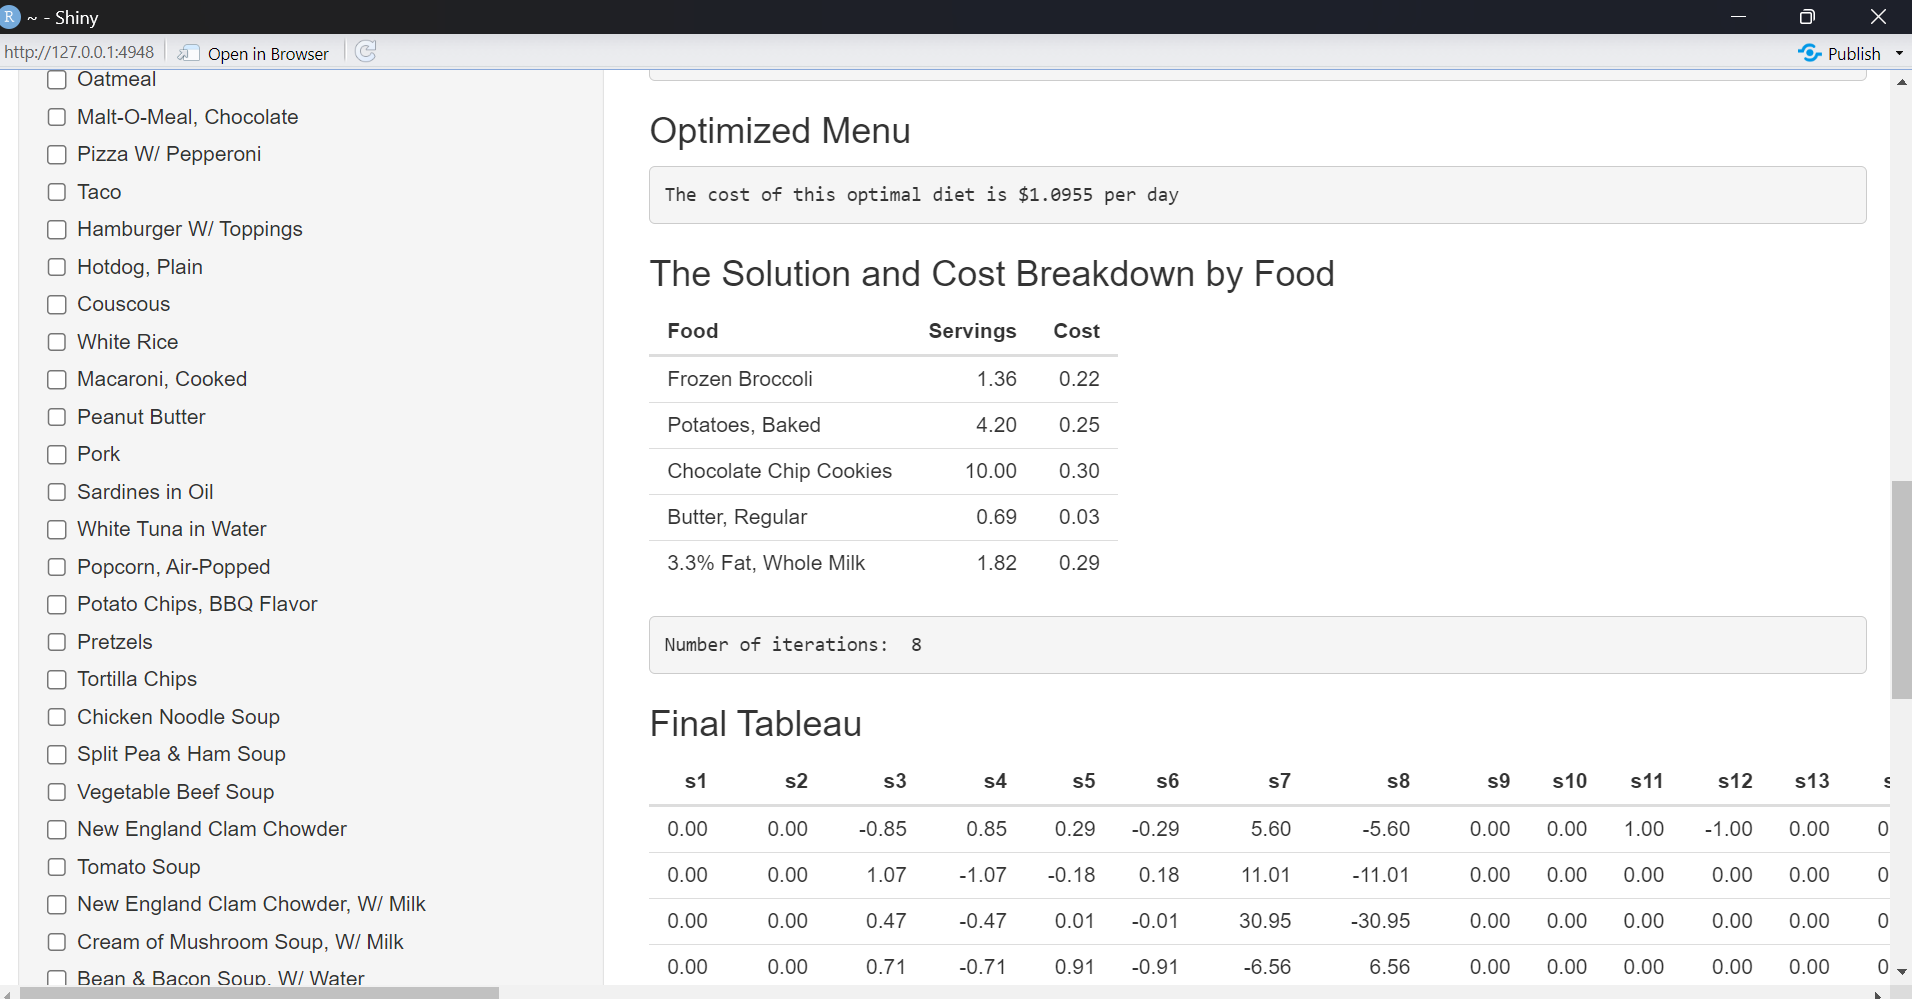 R ~ - Shiny
http://127.0.0.1:4948 Open in Browser Publish
Oatmeal
Malt-O-Meal, Chocolate
Pizza W/ Pepperoni
Taco
Hamburger W/ Toppings
Hotdog, Plain
Couscous
White Rice
Macaroni, Cooked
Peanut Butter
Pork
Sardines in Oil
White Tuna in Water
Popcorn, Air-Popped
Potato Chips, BBQ Flavor
Pretzels
Tortilla Chips
Chicken Noodle Soup
Split Pea & Ham Soup
Vegetable Beef Soup
New England Clam Chowder
Tomato Soup
New England Clam Chowder, W/ Milk
Cream of Mushroom Soup, W/ Milk
Bean & Bacon Soup, W/ Water
Optimized Menu
The cost of this optimal diet is $1.0955 per day
The Solution and Cost Breakdown by Food
Food Servings Cost
Frozen Broccoli 1.36 0.22
Potatoes, Baked 4.20 0.25
Chocolate Chip Cookies 10.00 0.30
Butter, Regular 0.69 0.03
3.3% Fat, Whole Milk 1.82 0.29
Number of iterations: 8
Final Tableau
s1 s2 s3 s4 s5 s6 s7 s8 s9 s10 s11 s12 s13
0.00 0.00 -0.85 0.85 0.29 -0.29 5.60 -5.60 0.00 0.00 1.00 -1.00 0.00
0.00 0.00 1.07 -1.07 -0.18 0.18 11.01 -11.01 0.00 0.00 0.00 0.00 0.00
0.00 0.00 0.47 -0.47 0.01 -0.01 30.95 -30.95 0.00 0.00 0.00 0.00 0.00
0.00 0.00 0.71 -0.71 0.91 -0.91 -6.56 6.56 0.00 0.00 0.00 0.00 0.00